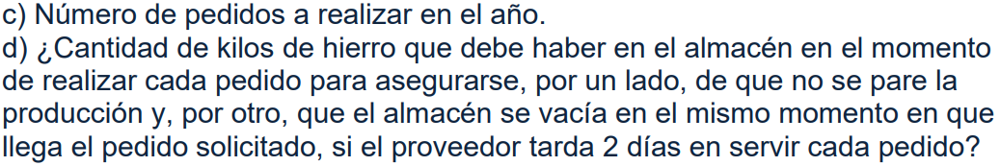 c) Número de pedidos a realizar en el año.
d) ¿Cantidad de kilos de hierro que debe haber en el almacén en el momento
de realizar cada pedido para asegurarse, por un lado, de que no se pare la
producción y, por otro, que el almacén se vacía en el mismo momento en que
llega el pedido solicitado, si el proveedor tarda 2 días en servir cada pedido?